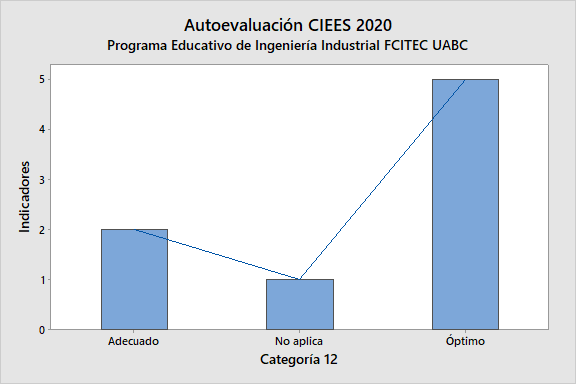 Autoevaluación CIEES 2020
Programa Educativo de Ingeniería Industrial FCITEC UABC
Indicadores
5
4
3
2
1
0
Adecuado No aplica Óptimo
Categoría 12